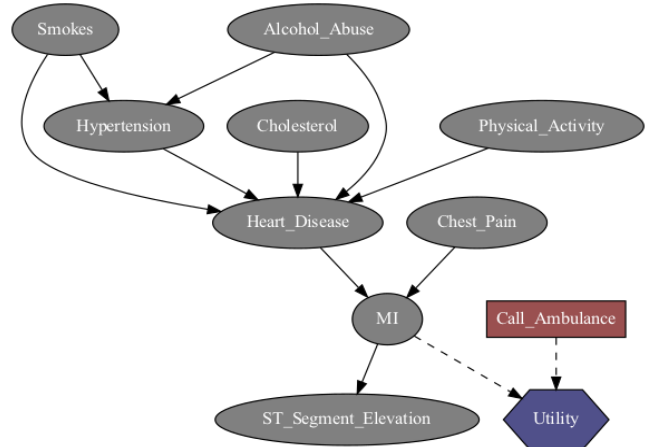 Smokes
Alcohol_Abuse
Hypertension
Cholesterol
Physical_Activity
Heart_Disease
Chest_Pain
MI
Call_Ambulance
ST_Segment_Elevation
Utility